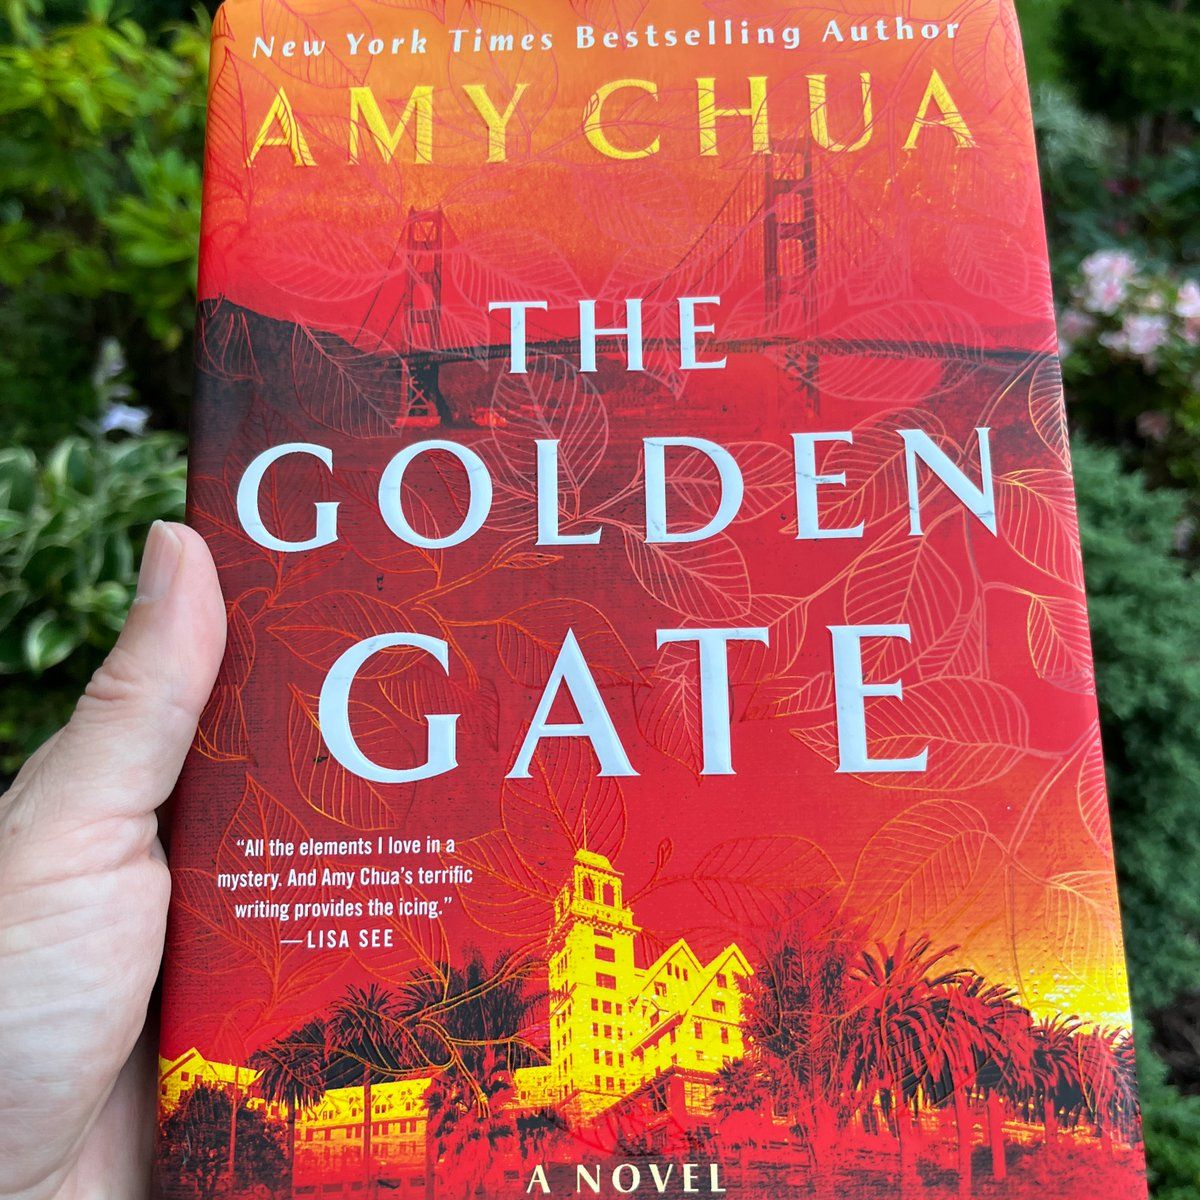 New York Times Bestselling Author
AMY CHUA
THE
GOLDEN
GATE
“All the elements I love in a
mystery. And Amy Chua’s terrific
writing provides the icing.”
—LISA SEE
A NOVEL